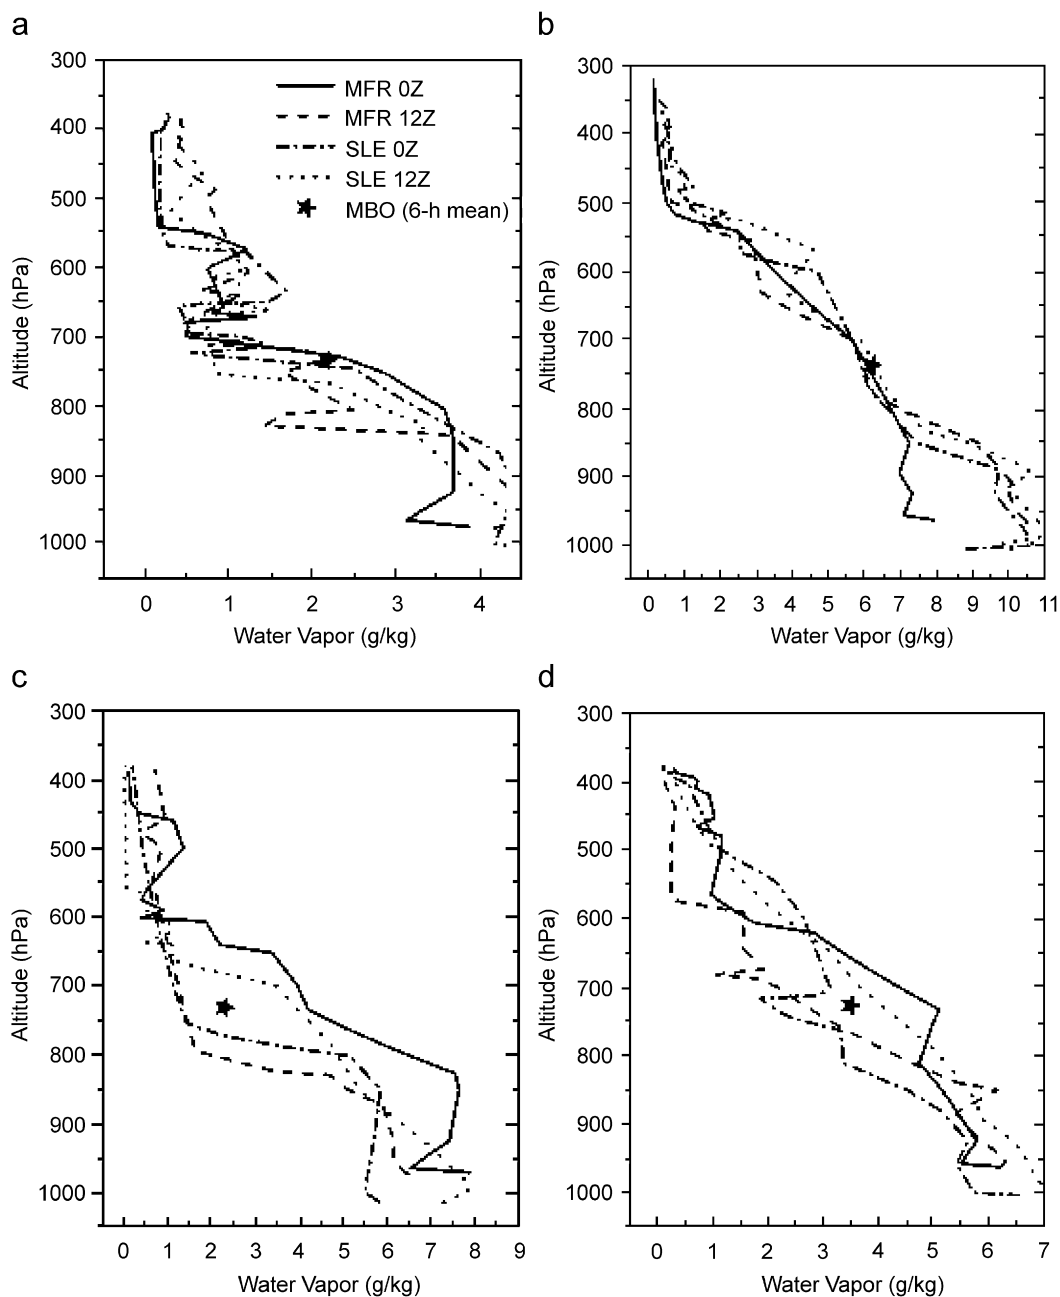 a
300
400
500
600
700
800
900
1000
Altitude (hPa)
MFR 0Z
MFR 12Z
SLE 0Z
SLE 12Z
MBO (6-h mean)
0 1 2 3 4
Water Vapor (g/kg)
b
300
400
500
600
700
800
900
1000
Altitude (hPa)
0 1 2 3 4 5 6 7 8 9 10 11
Water Vapor (g/kg)
c
300
400
500
600
700
800
900
1000
Altitude (hPa)
0 1 2 3 4 5 6 7 8 9
Water Vapor (g/kg)
d
300
400
500
600
700
800
900
1000
Altitude (hPa)
0 1 2 3 4 5 6 7
Water Vapor (g/kg)